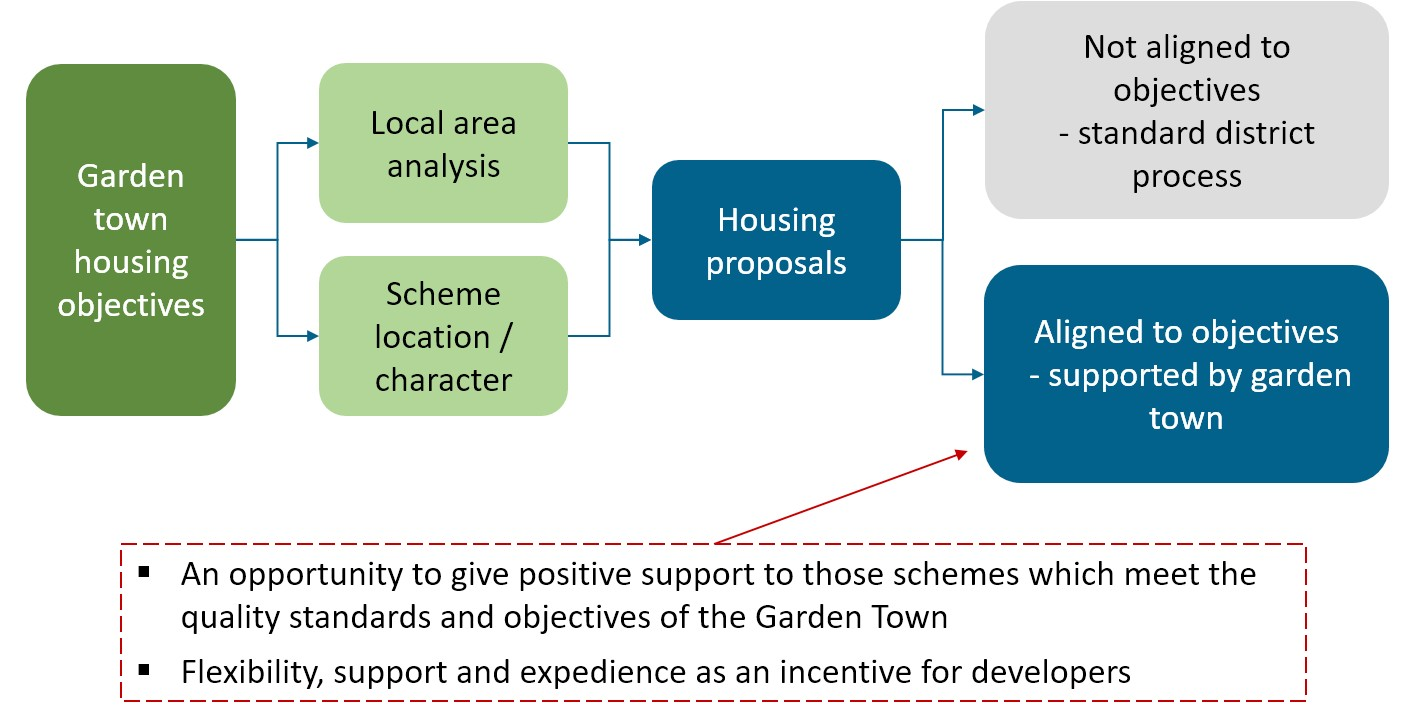 Garden
town
housing
objectives
Local area
analysis
Scheme
location /
character
Housing
proposals
Not aligned to
objectives
- standard district
process
Aligned to objectives
- supported by garden
town
▪ An opportunity to give positive support to those schemes which meet the
quality standards and objectives of the Garden Town
▪ Flexibility, support and expedience as an incentive for developers